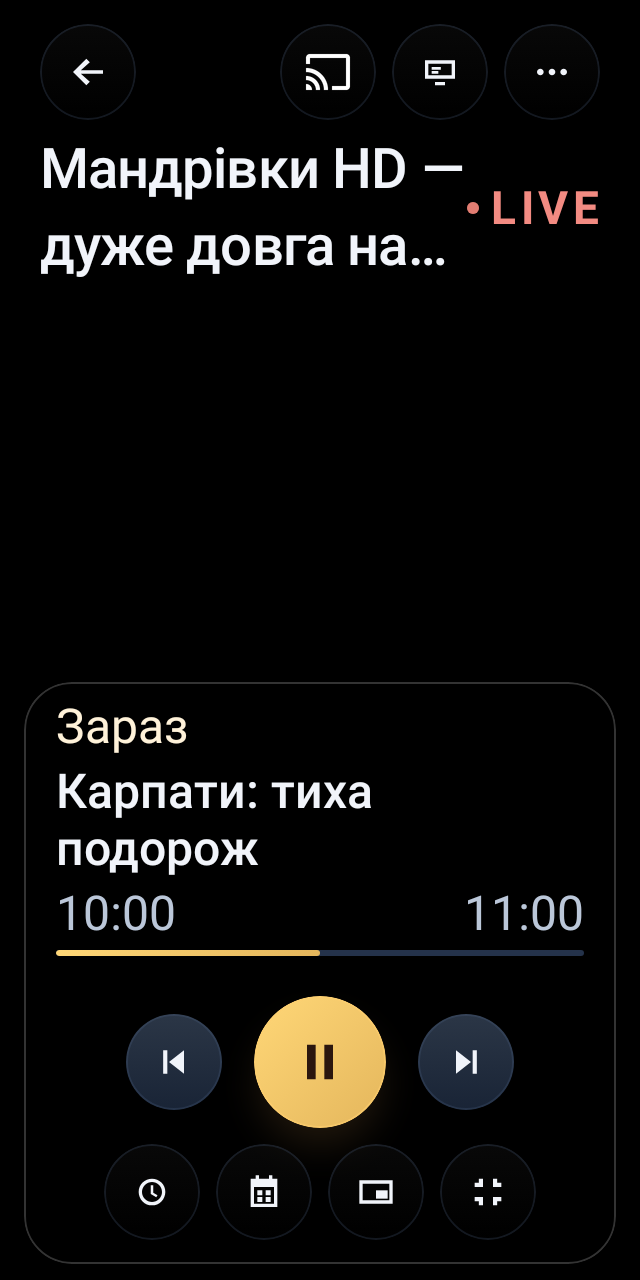 Мандрівки HD —
дуже довга на…
• LIVE
Зараз
Карпати: тиха
подорож
10:00 11:00